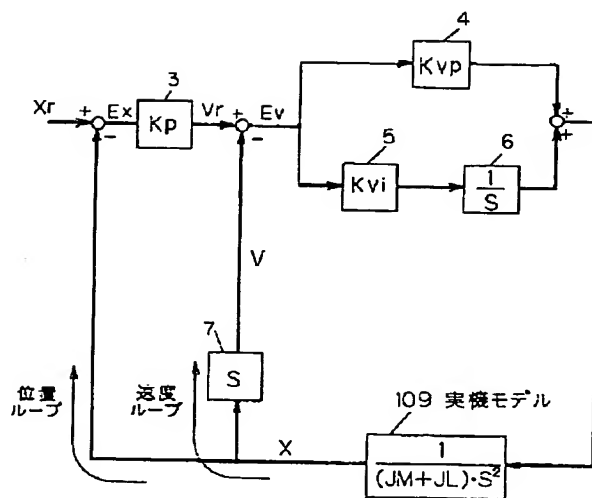 4
Kvp
Xr
+
Ex
-
3
Kp
Vr
+
-
Ev
+
+
5
Kvi
6
1
S
V
7
S
位置
ループ
速度
ループ
X
109 実機モデル
1
(JM+JL)・S²